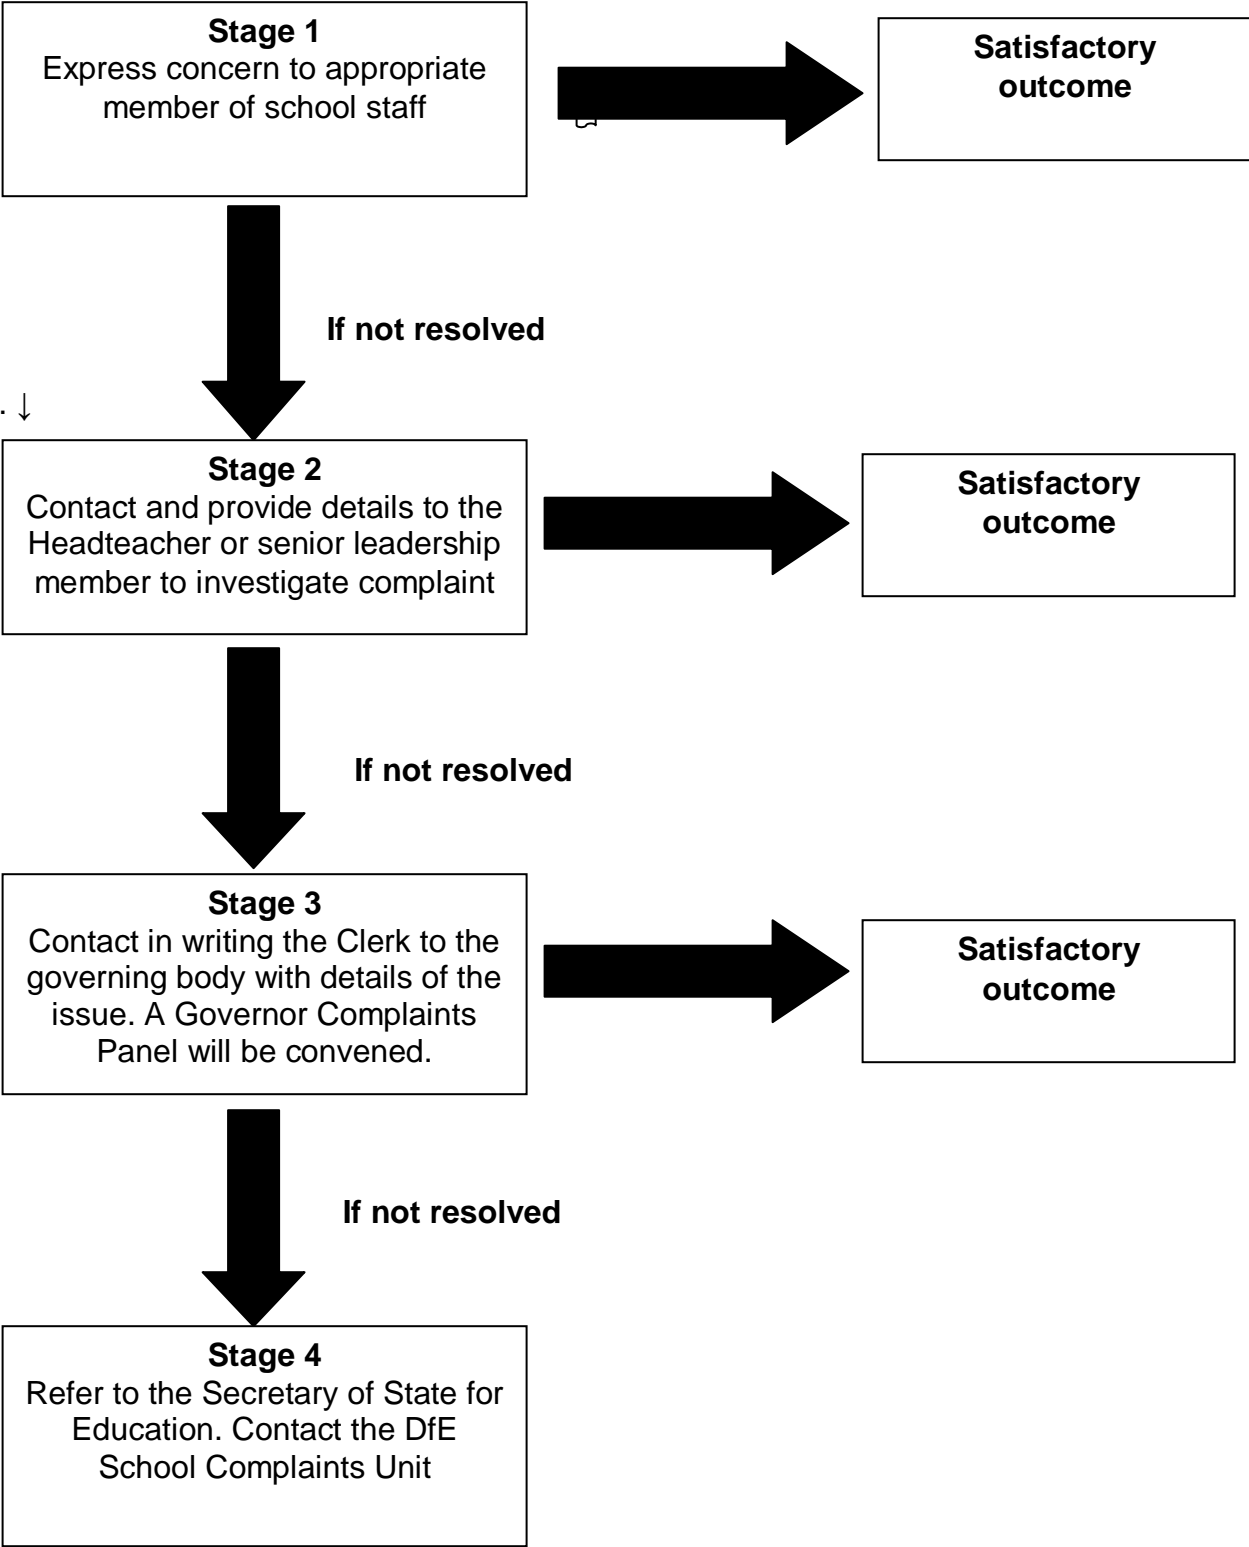 Stage 1
Express concern to appropriate
member of school staff
Satisfactory
outcome
If not resolved
. ↓
Stage 2
Contact and provide details to the
Headteacher or senior leadership
member to investigate complaint
Satisfactory
outcome
If not resolved
Stage 3
Contact in writing the Clerk to the
governing body with details of the
issue. A Governor Complaints
Panel will be convened.
Satisfactory
outcome
If not resolved
Stage 4
Refer to the Secretary of State for
Education. Contact the DfE
School Complaints Unit